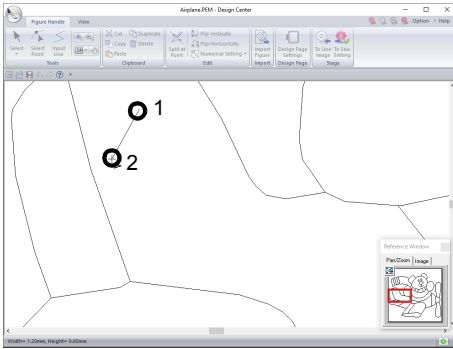 Airplane.PEM - Design Center
Figure Handle View
Option Help
Select Select Point Input Line
Cut Duplicate
Copy Delete
Paste
Split at Point
Flip Vertically
Flip Horizontally
Numerical Setting
Import Figure
Design Page Setting
To Line Image To Sew Setting
Tools Clipboard Edit Import Design Page Stage
1
2
Reference Window
Pan/Zoom Image
Width= 1.20mm, Height= 9.60mm